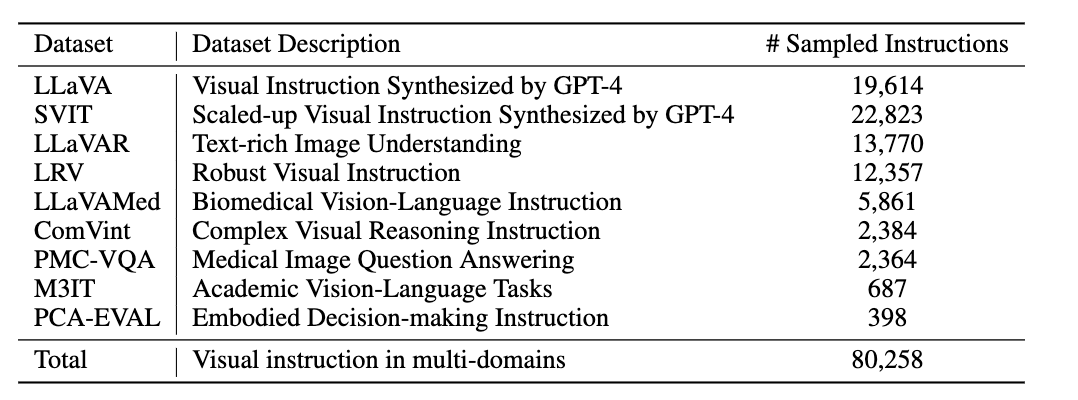 Dataset Dataset Description # Sampled Instructions
LLaVA Visual Instruction Synthesized by GPT-4 19,614
SVIT Scaled-up Visual Instruction Synthesized by GPT-4 22,823
LLaVAR Text-rich Image Understanding 13,770
LRV Robust Visual Instruction 12,357
LLaVAMed Biomedical Vision-Language Instruction 5,861
ComVint Complex Visual Reasoning Instruction 2,384
PMC-VQA Medical Image Question Answering 2,364
M3IT Academic Vision-Language Tasks 687
PCA-EVAL Embodied Decision-making Instruction 398
Total Visual instruction in multi-domains 80,258